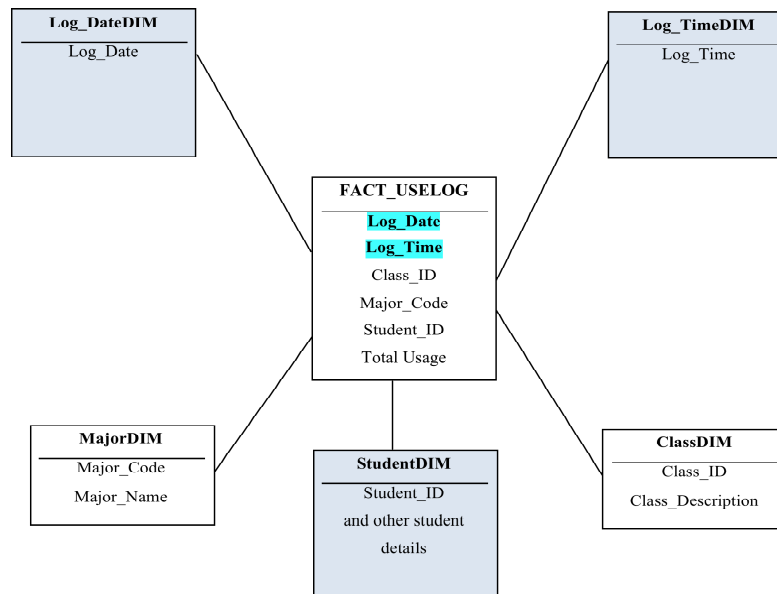 Log_DateDIM
Log_Date
Log_TimeDIM
Log_Time
FACT_USELOG
Log_Date
Log_Time
Class_ID
Major_Code
Student_ID
Total Usage
MajorDIM
Major_Code
Major_Name
StudentDIM
Student_ID
and other student
details
ClassDIM
Class_ID
Class_Description